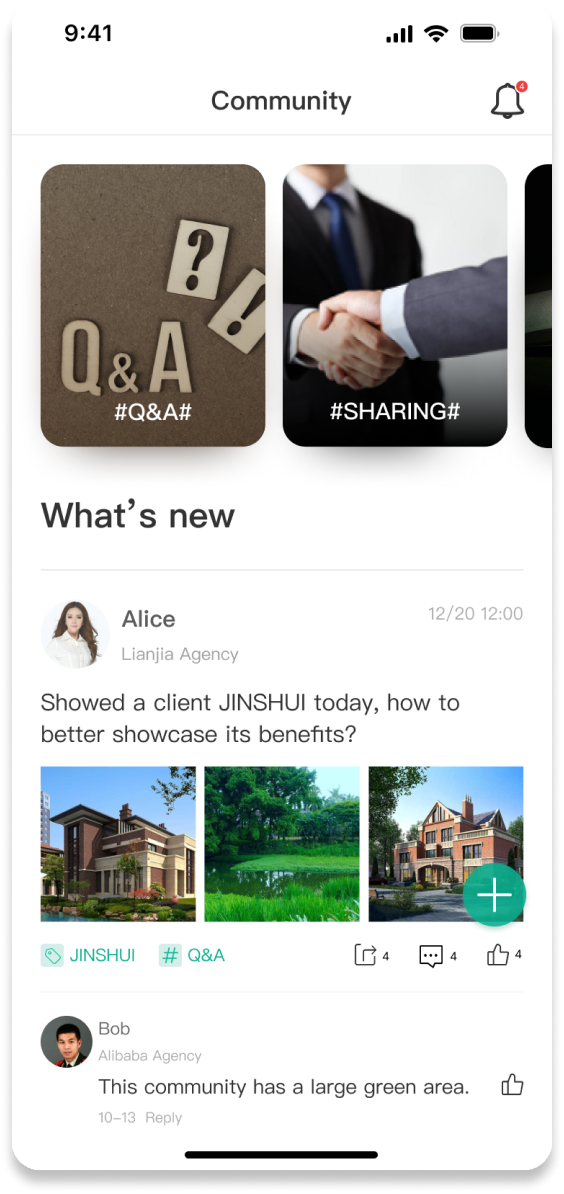 9:41
Community
4
Q&A
?
!
#Q&A#
#SHARING#
What’s new
Alice
12/20 12:00
Lianjia Agency
Showed a client JINSHUI today, how to
better showcase its benefits?
JINSHUI
# Q&A
4
4
4
Bob
Alibaba Agency
This community has a large green area.
10–13 Reply